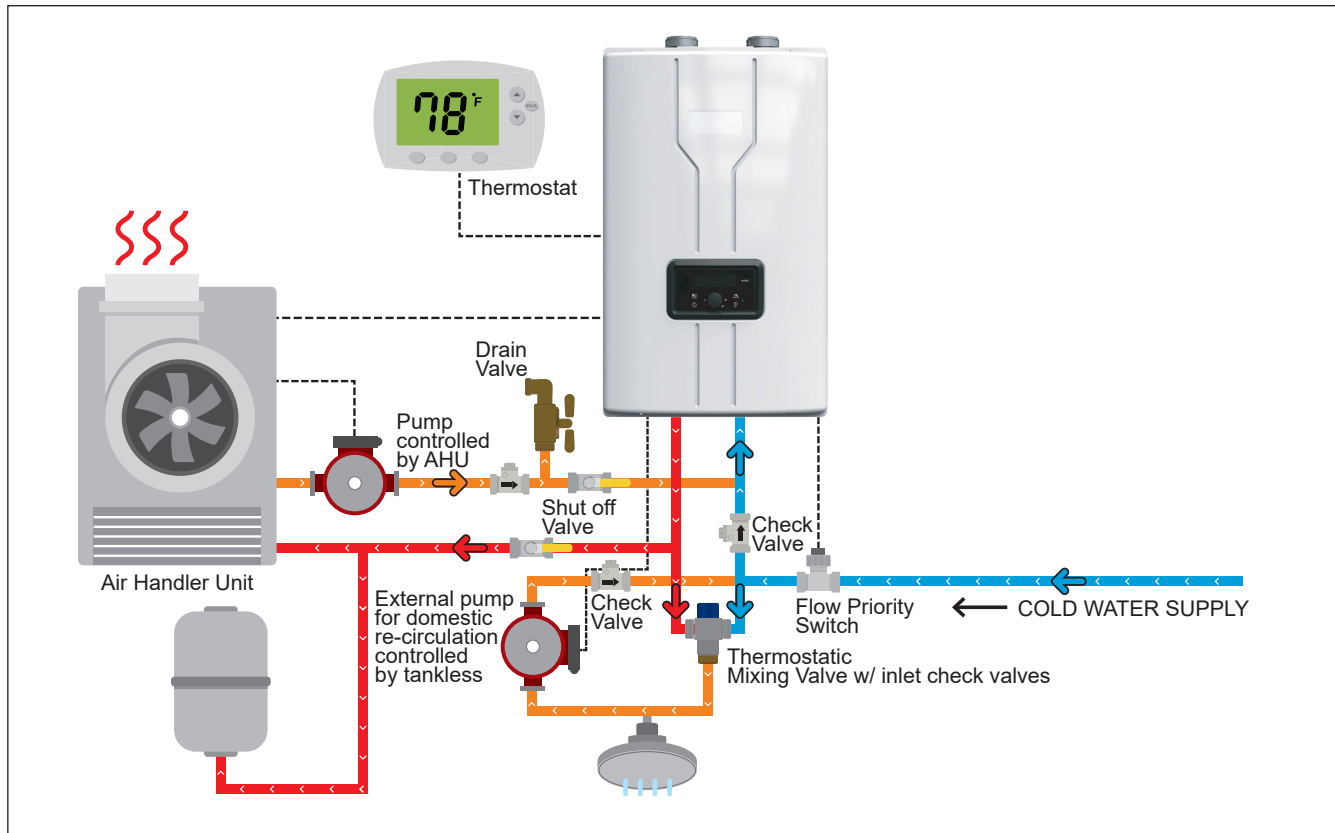 78°F
HOLD
Thermostat
Drain
Valve
Pump
controlled
by AHU
Shut off
Valve
Check
Valve
Air Handler Unit
External pump
for domestic
re-circulation
controlled
by tankless
Check
Valve
Flow Priority
Switch
COLD WATER SUPPLY
Thermostatic
Mixing Valve w/ inlet check valves